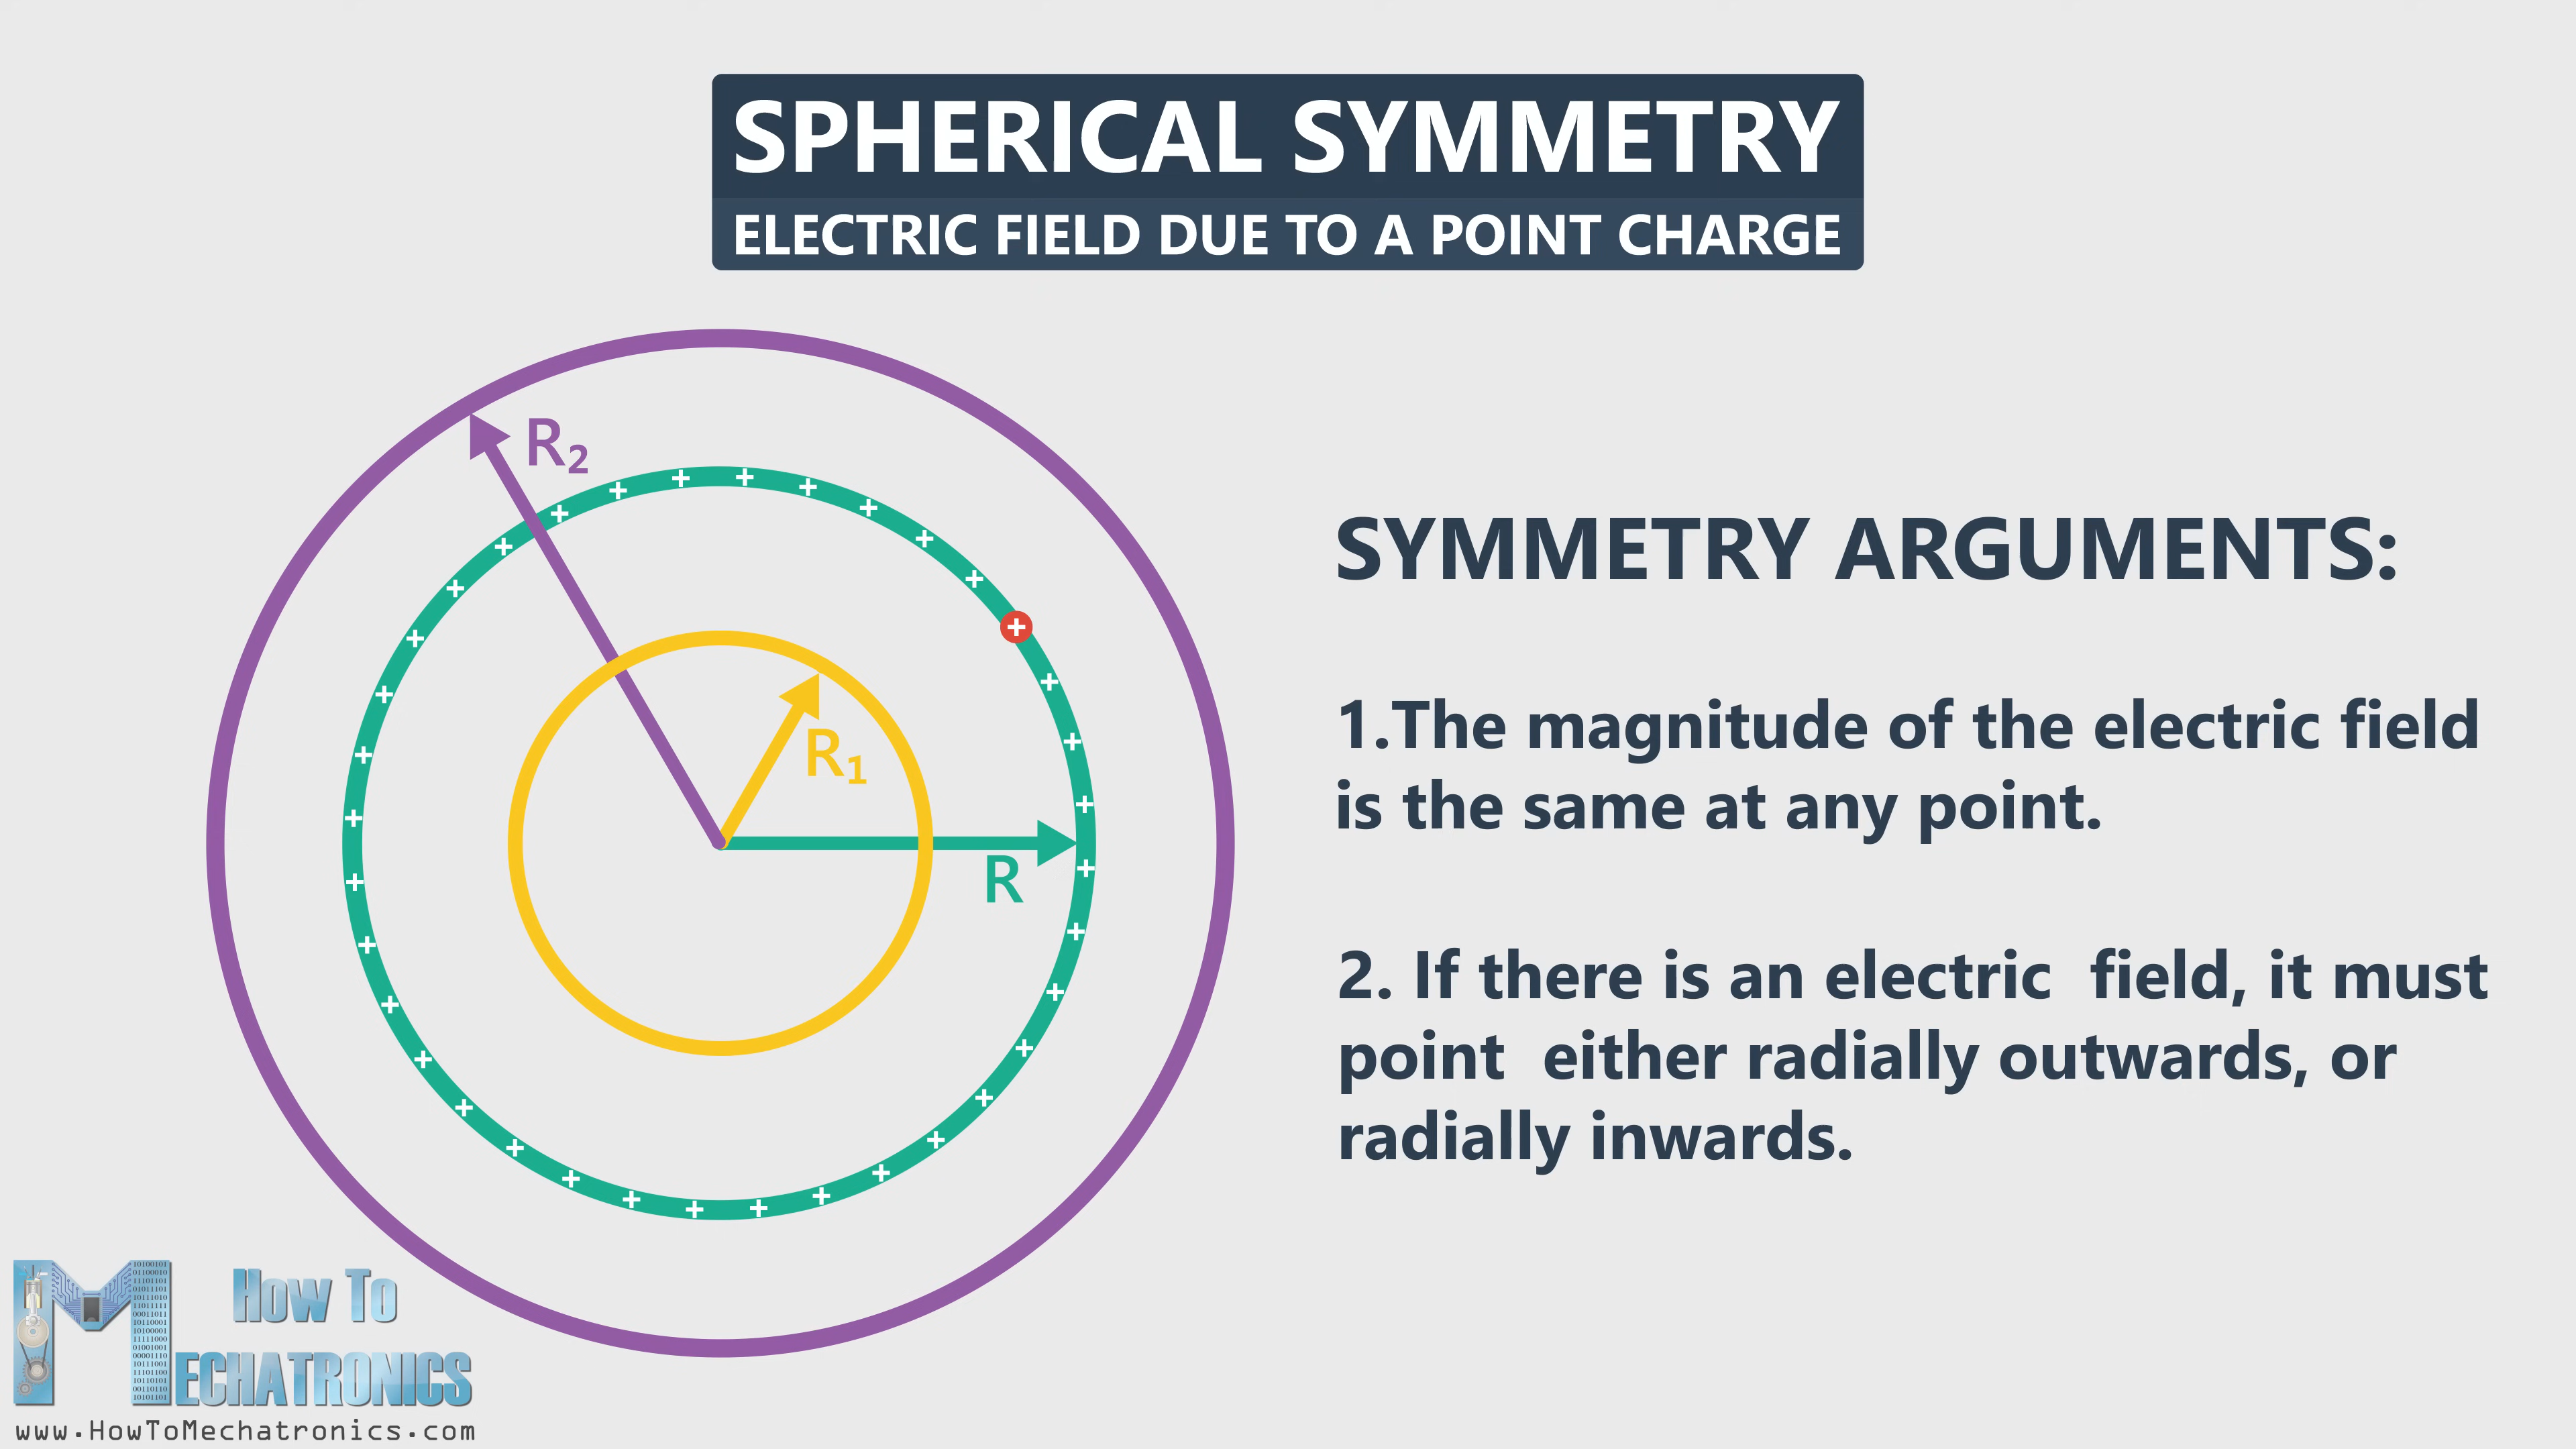 SPHERICAL SYMMETRY
ELECTRIC FIELD DUE TO A POINT CHARGE
R2
R1
R
SYMMETRY ARGUMENTS:
1.The magnitude of the electric field
is the same at any point.
2. If there is an electric  field, it must
point  either radially outwards, or
radially inwards.
How To
MECHATRONICS
www.HowToMechatronics.com